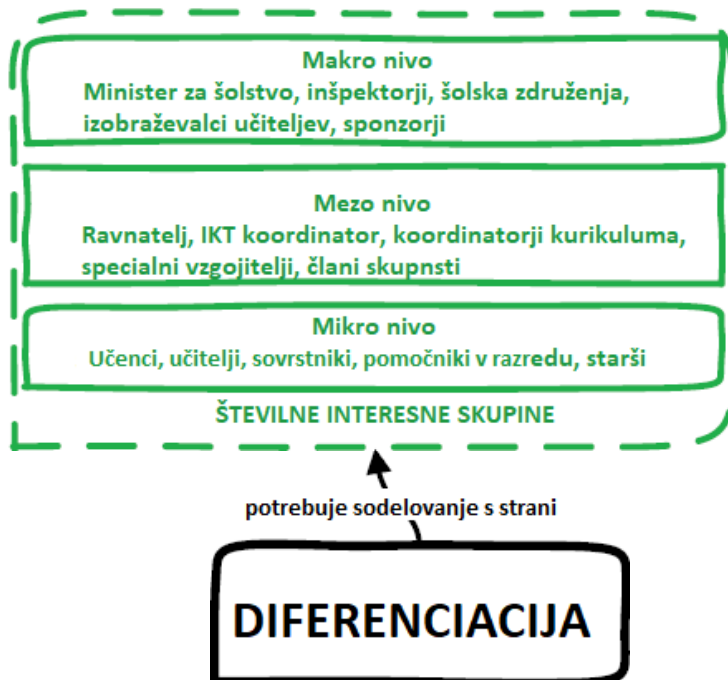 Makro nivo
Minister za šolstvo, inšpektorji, šolska združenja,
izobraževalci učiteljev, sponzorji
Mezo nivo
Ravnatelj, IKT koordinator, koordinatorji kurikuluma,
specialni vzgojitelji, člani skupnsti
Mikro nivo
Učenci, učitelji, sovrstniki, pomočniki v razredu, starši
ŠTEVILNE INTERESNE SKUPINE
potrebuje sodelovanje s strani
DIFERENCIACIJA